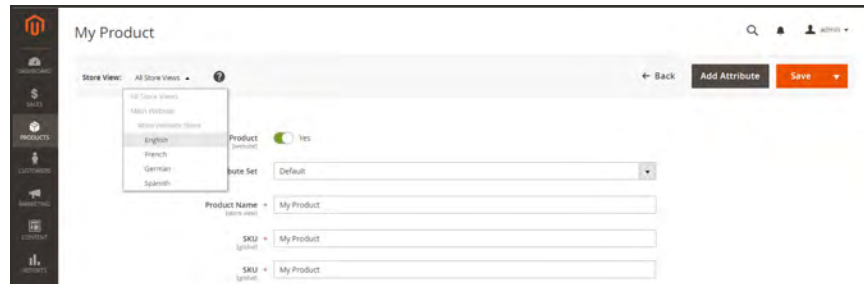 My Product
admin
DASHBOARD
Store View: All Store Views
?
← Back
Add Attribute
Save
SALES
All Store Views
Main Website
Main Website Store
PRODUCTS
English
Product
[website]
Yes
French
CUSTOMERS
German
bute Set
Default
Spanish
MARKETING
Product Name *
[store view]
My Product
CONTENT
SKU *
[global]
My Product
REPORTS
SKU *
[global]
My Product